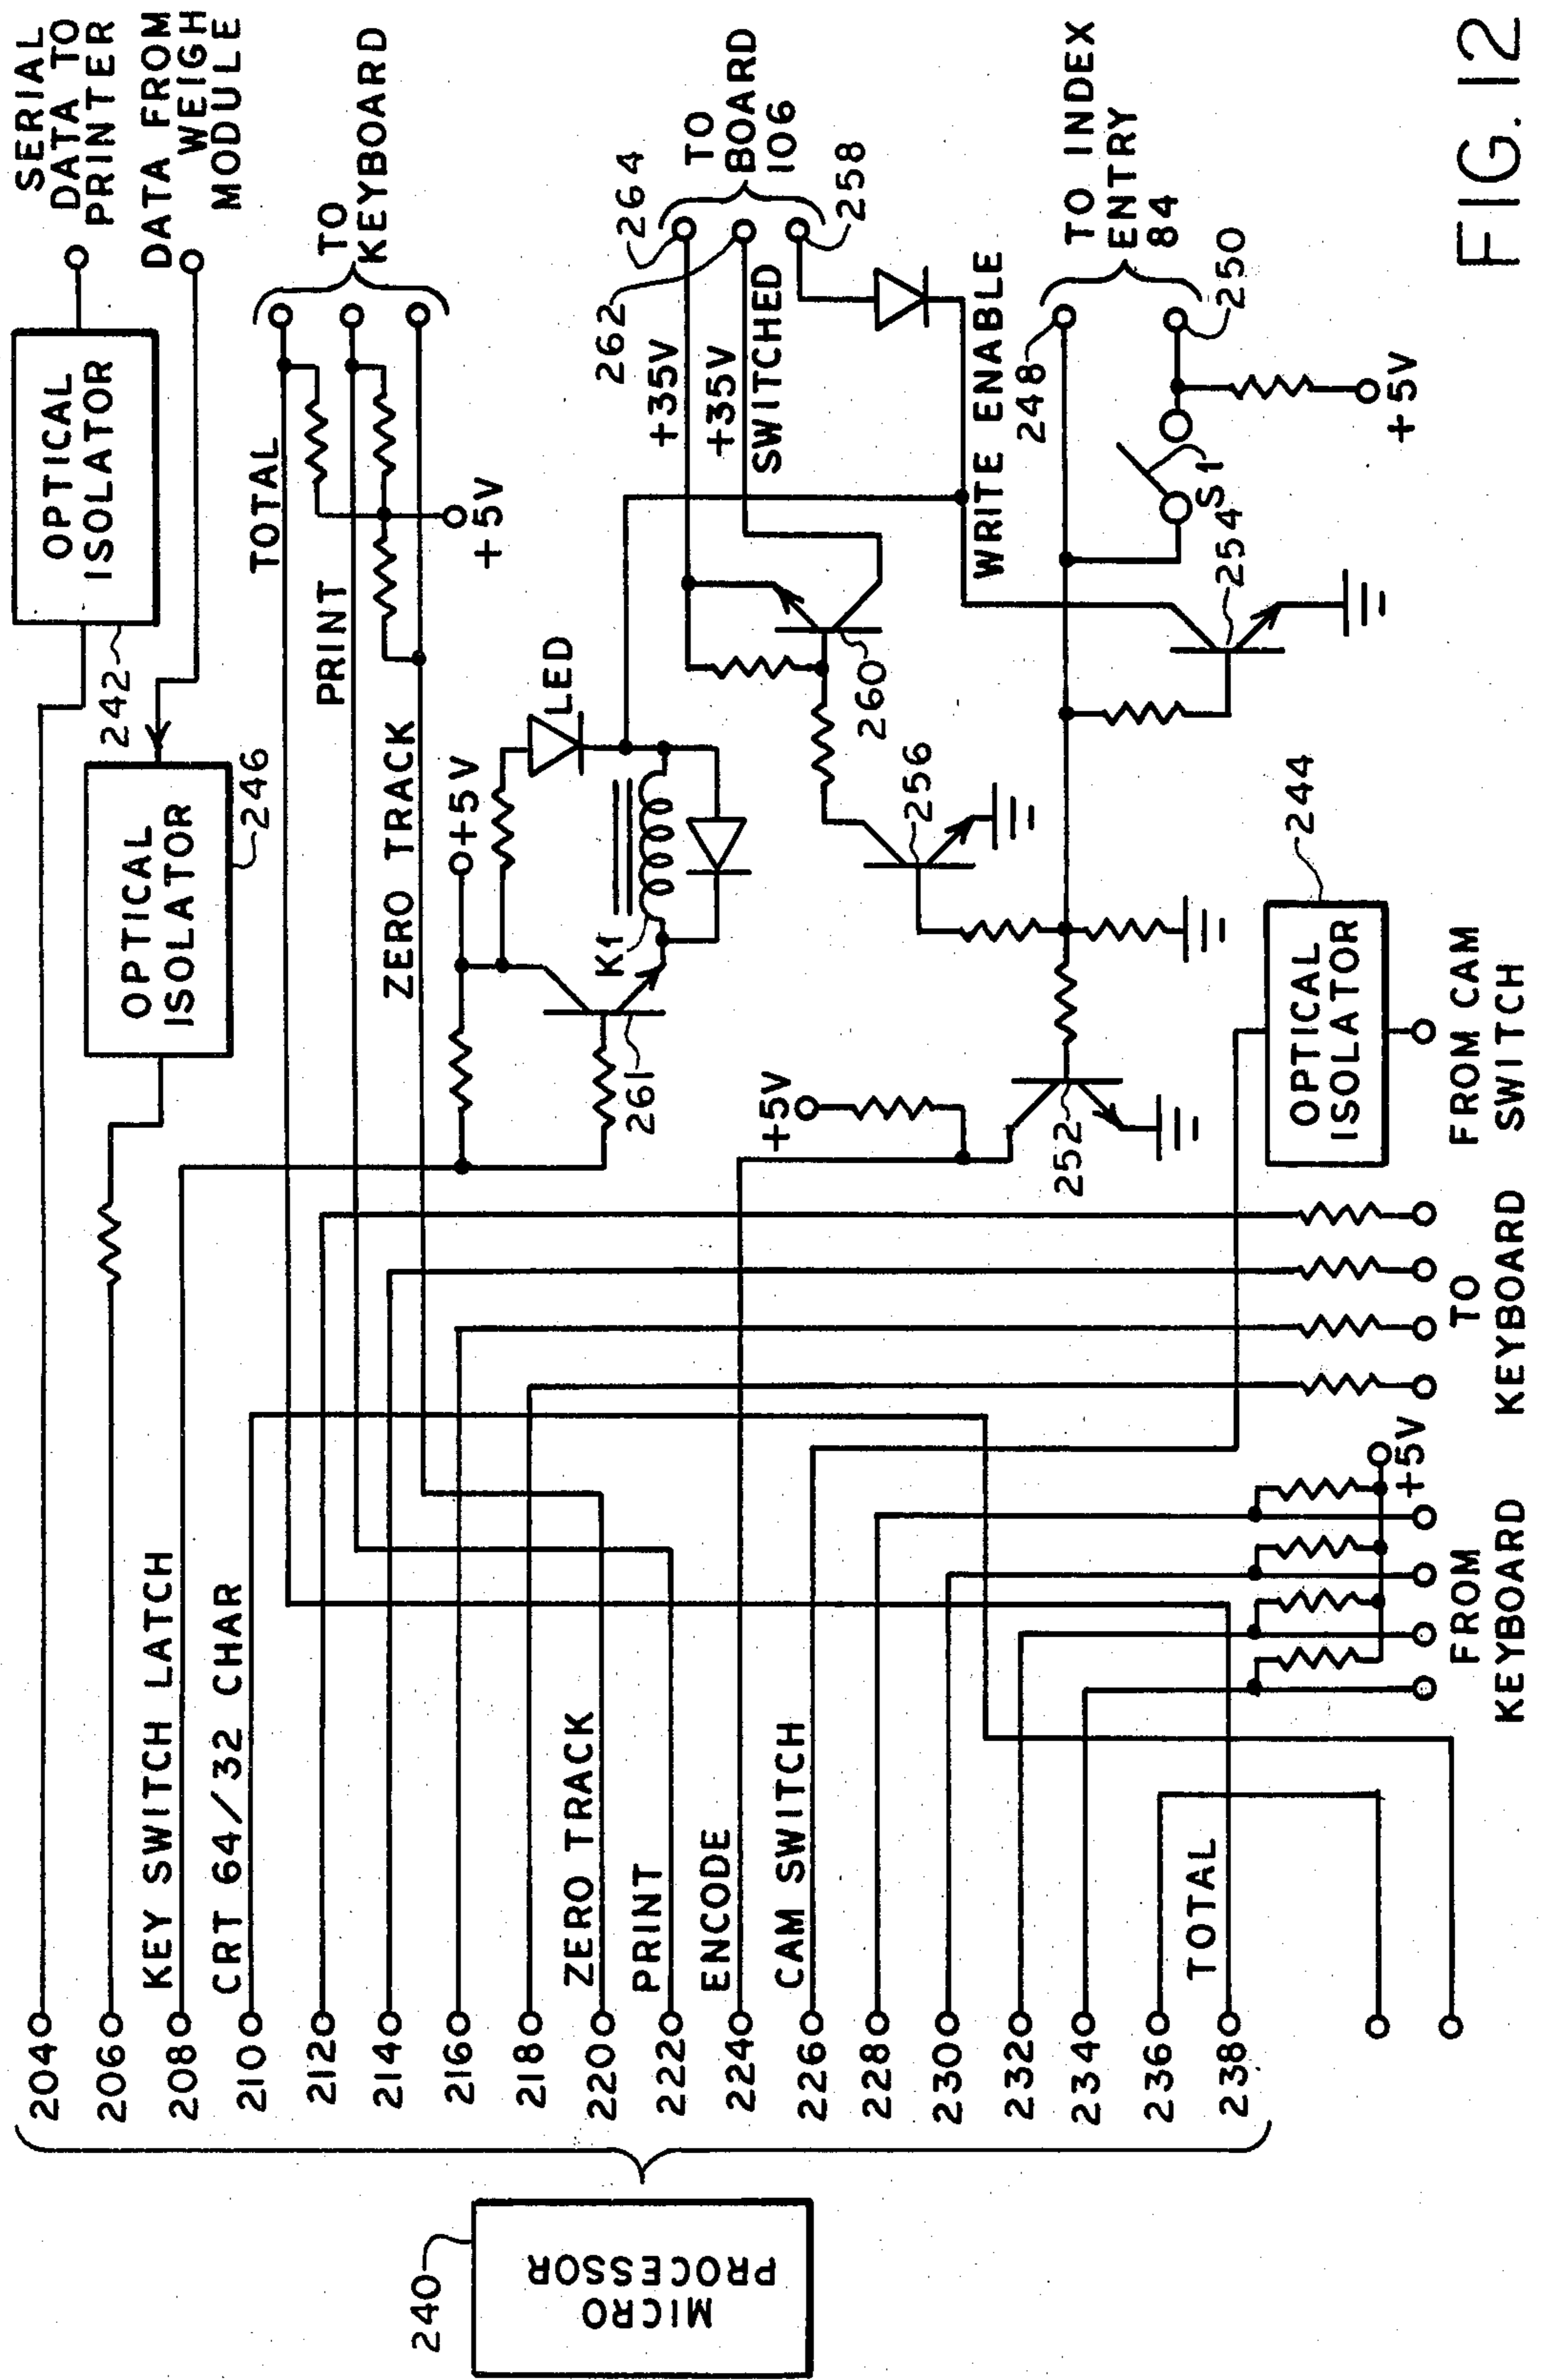 SERIAL
DATA TO
PRINTER
DATA FROM
WEIGH
MODULE
OPTICAL
ISOLATOR
242
OPTICAL
ISOLATOR
246
TO
KEYBOARD
TOTAL
PRINT
ZERO TRACK
+5V
+5V
LED
K1
261
264
262
TO
BOARD
106
258
+35V
+35V
SWITCHED
260
256
WRITE ENABLE
TO INDEX
ENTRY
84
248
250
S1
254
+5V
+5V
252
244
OPTICAL
ISOLATOR
FROM CAM
SWITCH
TO
KEYBOARD
+5V
FROM
KEYBOARD
KEY SWITCH LATCH
CRT 64/32 CHAR
ZERO TRACK
PRINT
ENCODE
CAM SWITCH
TOTAL
204
206
208
210
212
214
216
218
220
222
224
226
228
230
232
234
236
238
240
MICRO
PROCESSOR
FIG. 12